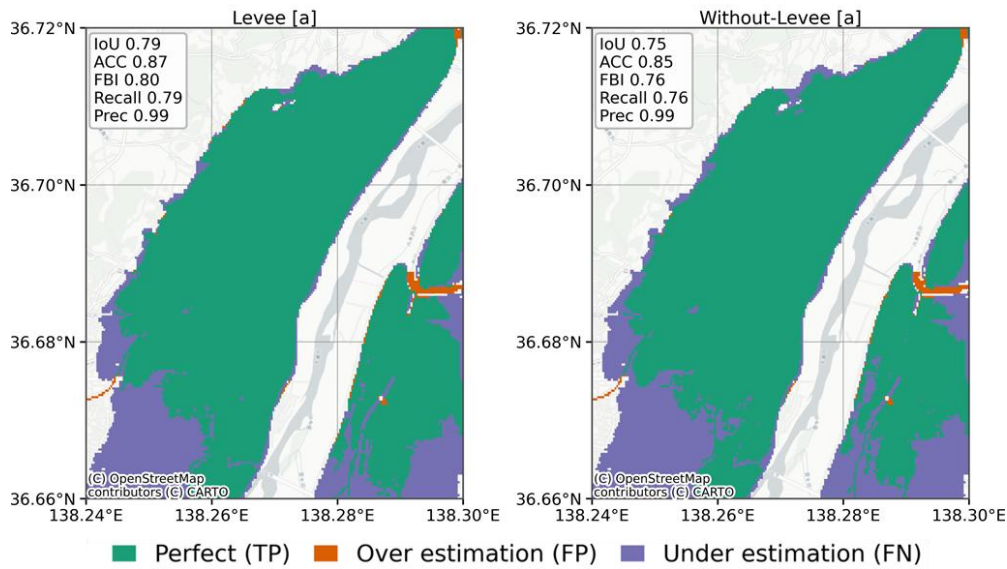 Levee [a]
Without-Levee [a]
36.72°N
IoU 0.79
ACC 0.87
FBI 0.80
Recall 0.79
Prec 0.99
36.70°N
36.68°N
36.66°N
(C) OpenStreetMap
contributors (C) CARTO
138.24°E
138.26°E
138.28°E
138.30°E
36.72°N
IoU 0.75
ACC 0.85
FBI 0.76
Recall 0.76
Prec 0.99
36.70°N
36.68°N
36.66°N
(C) OpenStreetMap
contributors (C) CARTO
138.24°E
138.26°E
138.28°E
138.30°E
Perfect (TP)
Over estimation (FP)
Under estimation (FN)